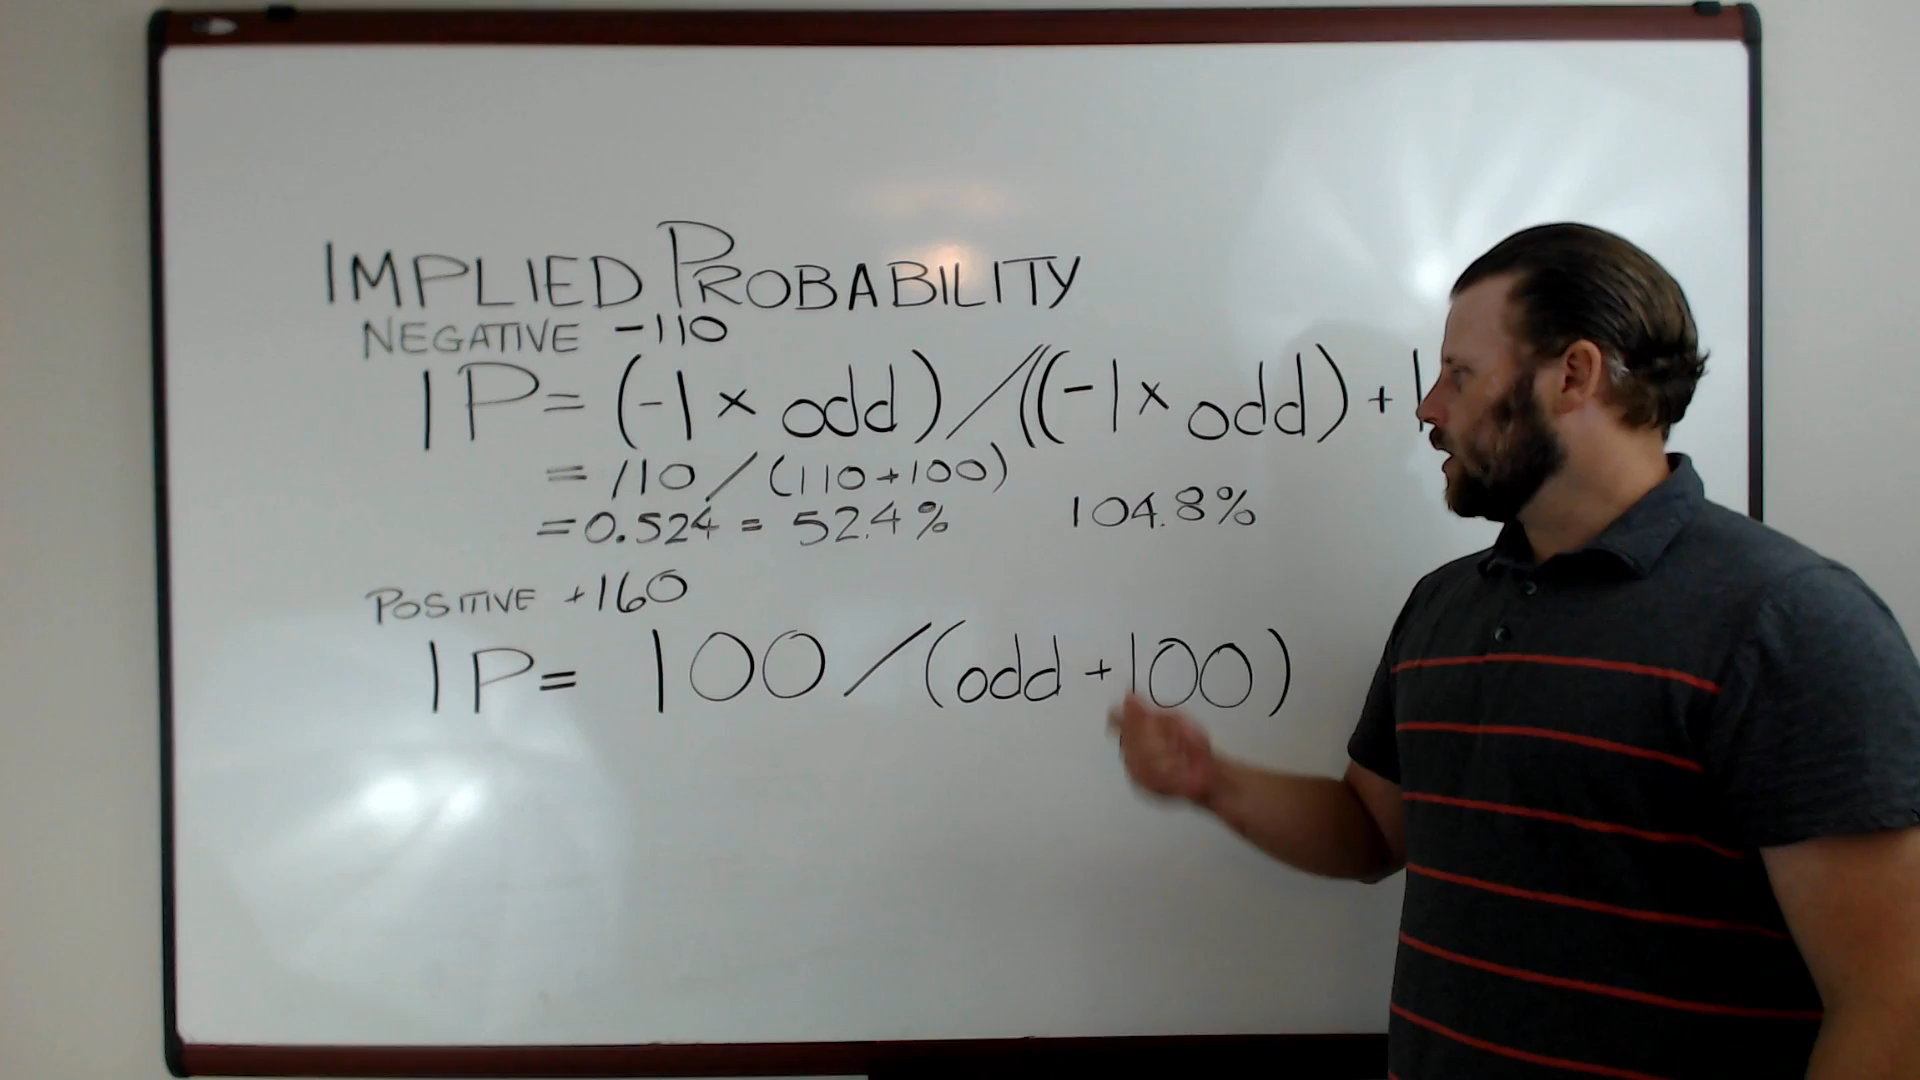 IMPLIED PROBABILITY
NEGATIVE -110
IP= (-1 × odd) / ((-1 × odd) + 1
= 110 / (110+100)
= 0.524 = 52.4% 104.8%
POSITIVE +160
IP= 100 / (odd +100)